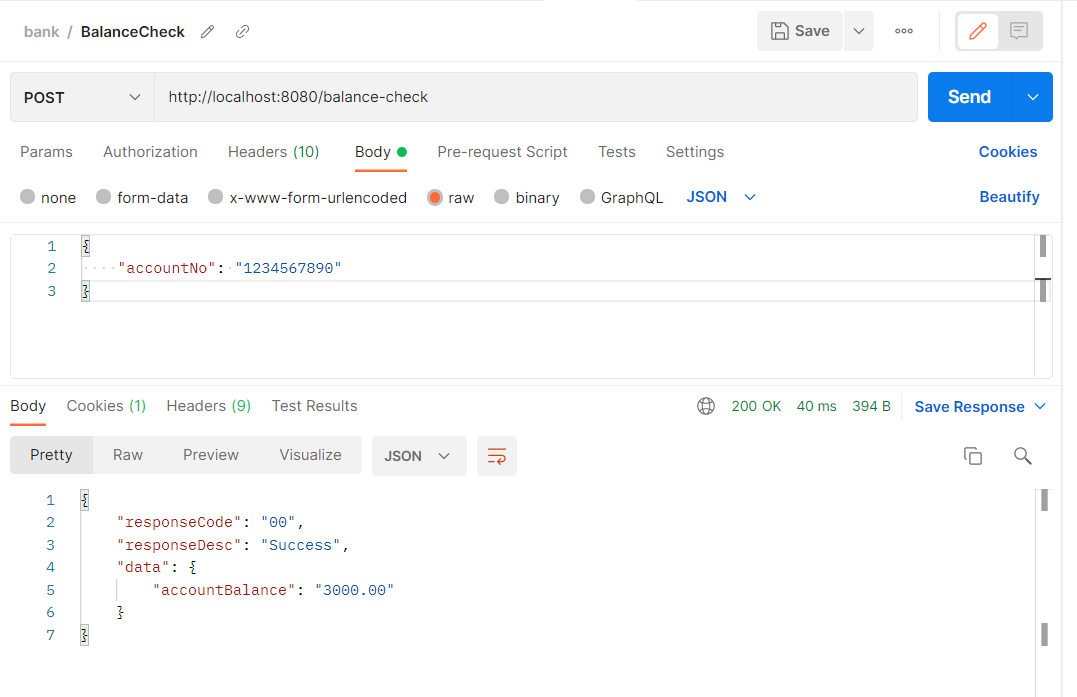 bank / BalanceCheck Save
POST http://localhost:8080/balance-check Send
Params Authorization Headers (10) Body Pre-request Script Tests Settings Cookies
none form-data x-www-form-urlencoded raw binary GraphQL JSON Beautify
1 {
2 "accountNo": "1234567890"
3 }
Body Cookies (1) Headers (9) Test Results 200 OK 40 ms 394 B Save Response
Pretty Raw Preview Visualize JSON
1 {
2 "responseCode": "00",
3 "responseDesc": "Success",
4 "data": {
5 "accountBalance": "3000.00"
6 }
7 }